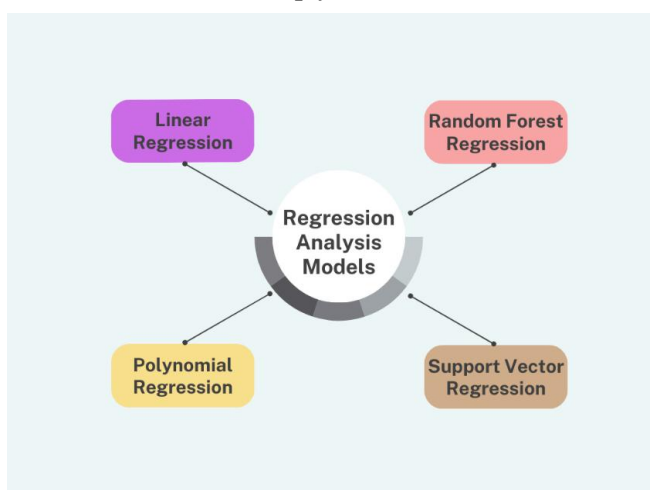 Linear
Regression
Random Forest
Regression
Regression
Analysis
Models
Polynomial
Regression
Support Vector
Regression